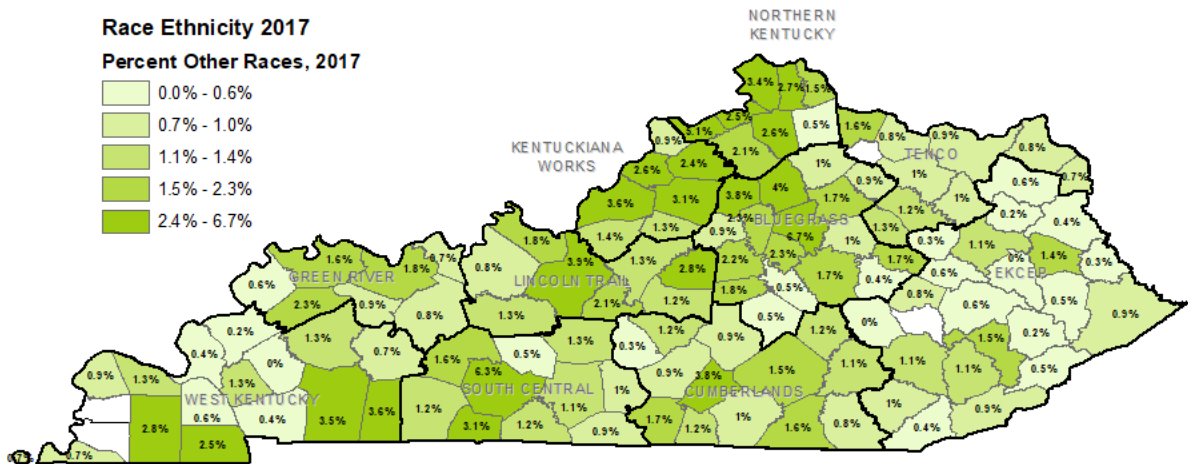 Race Ethnicity 2017
Percent Other Races, 2017
0.0% - 0.6%
0.7% - 1.0%
1.1% - 1.4%
1.5% - 2.3%
2.4% - 6.7%
NORTHERN
KENTUCKY
3.4% 2.7% 1.5%
2.5%
5.1% 2.6% 0.5% 1.6% 0.8% 0.9%
0.9% 2.1% TENCO 0.8%
KENTUCKIANA
WORKS
2.6% 2.4% 1% 0.9% 1% 0.6% 0.7%
3.6% 3.1% 3.8% 4% 1.7% 1.2% 1% 0.2% 0.4%
1.4% 1.3% 0.9% 2.3% BLUEGRASS 1.3%
1.8% 6.7% 1% 0.3% 1.1%
1.6% 0.7% 0.8% 3.9% 1.3% 2.8% 2.2% 2.3% 1.7% 0% 1.4% 0.3%
GREEN RIVER 1.8% LINCOLN TRAIL 1.7% 0.4% 0.6% EKCEP
0.6% 2.3% 0.9% 0.8% 1.3% 2.1% 1.2% 1.8% 0.5% 0.8% 0.6% 0.5% 0.9%
0.2% 1.3% 0.5% 1.2% 0% 0.2%
0.4% 0% 0.7% 1.6% 0.5% 1.3% 0.3% 1.2% 0.9% 1.5%
0.9% 1.3% 1.3% 6.3% 0.9% 3.8% 1.5% 1.1% 1.1% 1.1% 0.5%
WEST KENTUCKY SOUTH CENTRAL 1% CUMBERLANDS
2.8% 0.6% 0.4% 3.5% 3.6% 1.2% 1.1% 1% 0.9%
2.5% 3.1% 1.2% 0.9% 1.7% 1.2% 1% 1.6% 0.8% 0.4%
0.7% 0.7%